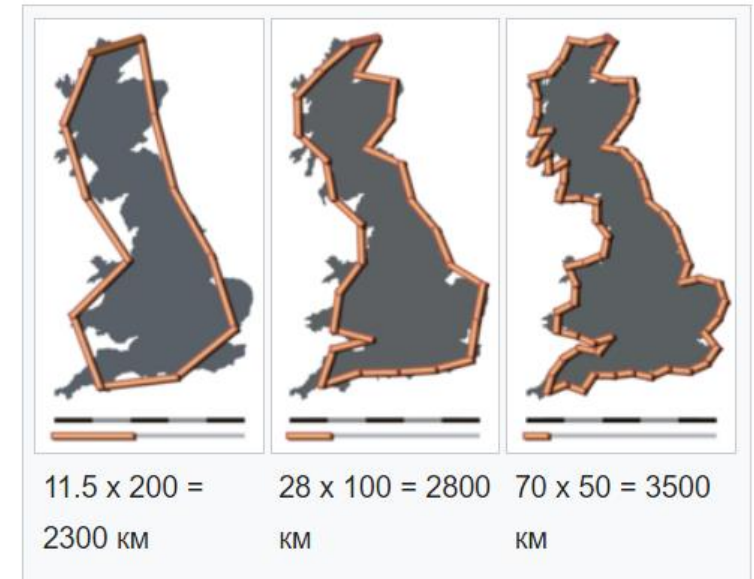 11.5 x 200 =
2300 км
28 x 100 = 2800
км
70 x 50 = 3500
км